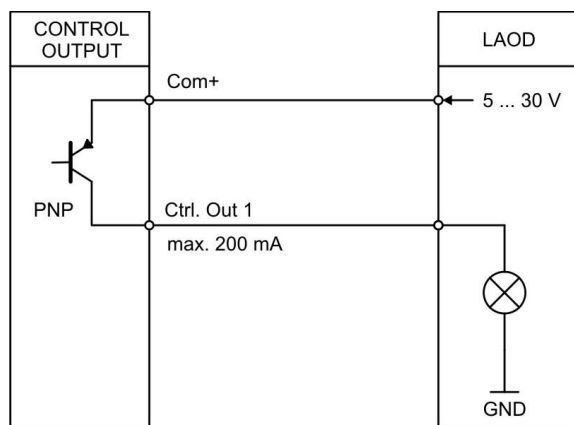 CONTROL
OUTPUT
LAOD
Com+
5 ... 30 V
PNP
Ctrl. Out 1
max. 200 mA
GND